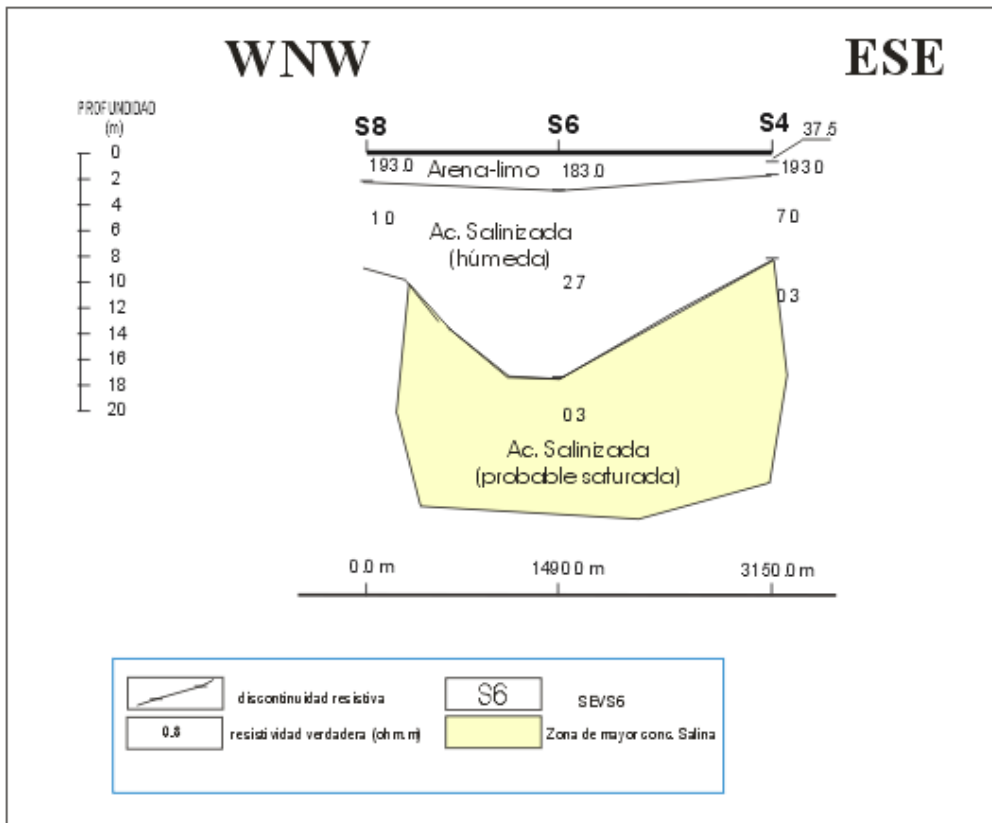 WNW ESE
PROFUNDIDAD
(m)
S8 S6 S4
37.5
0
193.0 Arena-limo 183.0 193.0
2
4
1 0 7 0
6
Ac. Salinizada
8
(húmeda)
10
2 7
0 3
12
14
16
18
20
0 3
Ac. Salinizada
(probable saturada)
0.0 m 1490.0 m 3150.0 m
discontinuidad resistiva
S6 SEVS6
0.8 resistividad verdadera (ohm.m)
Zona de mayor conc. Salina